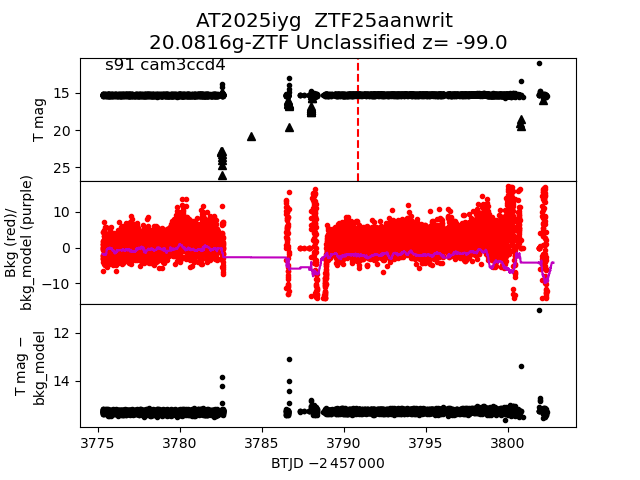 AT2025iyg  ZTF25aanwrit
20.0816g-ZTF Unclassified z= -99.0
s91 cam3ccd4
T mag
15
20
25
Bkg (red)/
bkg_model (purple)
10
0
−10
T mag −
bkg_model
12
14
3775
3780
3785
3790
3795
3800
BTJD −2 457 000